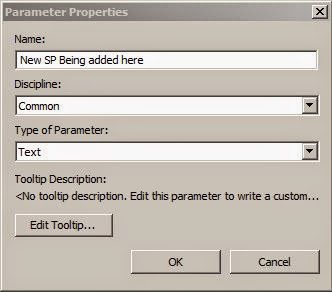 Parameter Properties
Name:
New SP Being added here
Discipline:
Common
Type of Parameter:
Text
Tooltip Description:
<No tooltip description. Edit this parameter to write a custom...
Edit Tooltip...
OK
Cancel